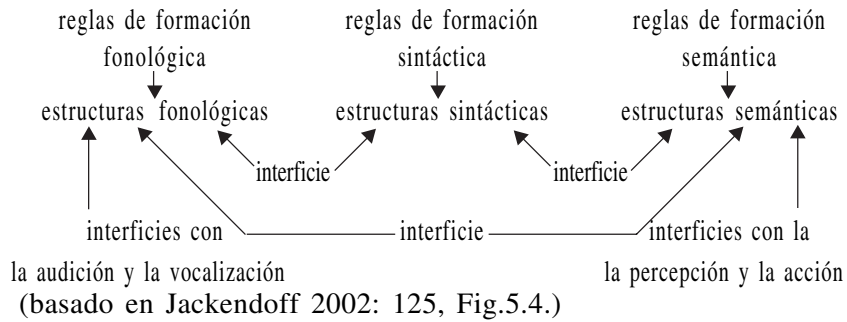 reglas de formación reglas de formación reglas de formación
fonológica sintáctica semántica
estructuras fonológicas estructuras sintácticas estructuras semánticas
interficie interficie
interficies con interficie interficies con la
la audición y la vocalización la percepción y la acción
(basado en Jackendoff 2002: 125, Fig.5.4.)